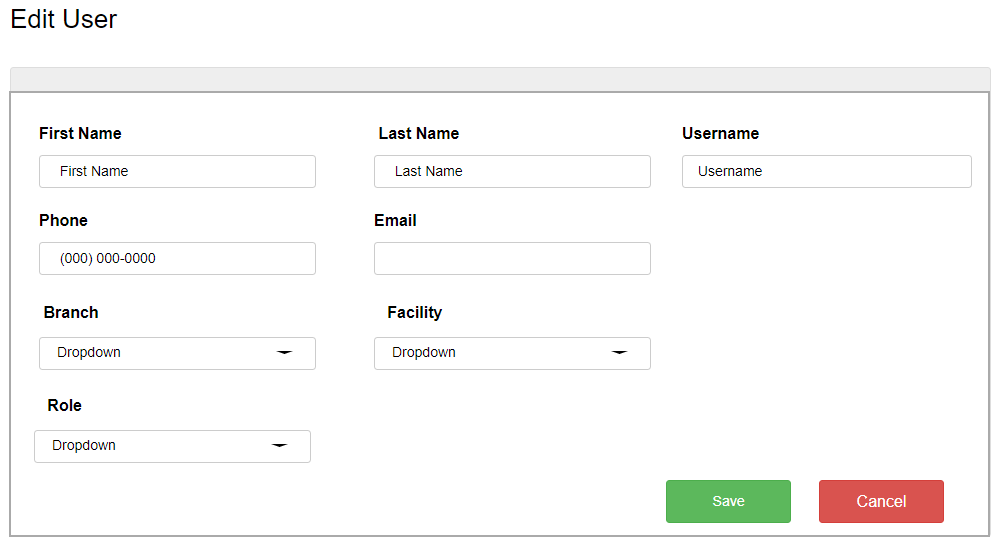 Edit User
First Name Last Name Username
First Name Last Name Username
Phone Email
(000) 000-0000
Branch Facility
Dropdown Dropdown
Role
Dropdown
Save Cancel